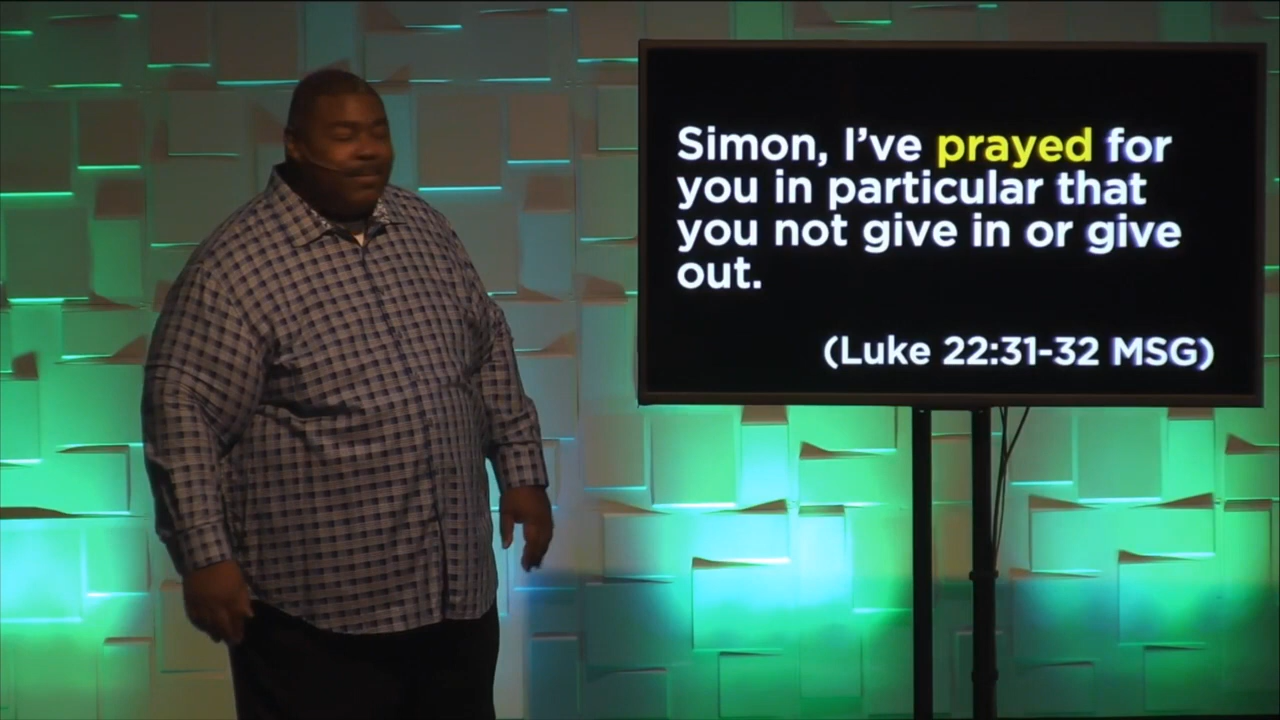 Simon, I’ve prayed for
you in particular that
you not give in or give
out.
(Luke 22:31-32 MSG)